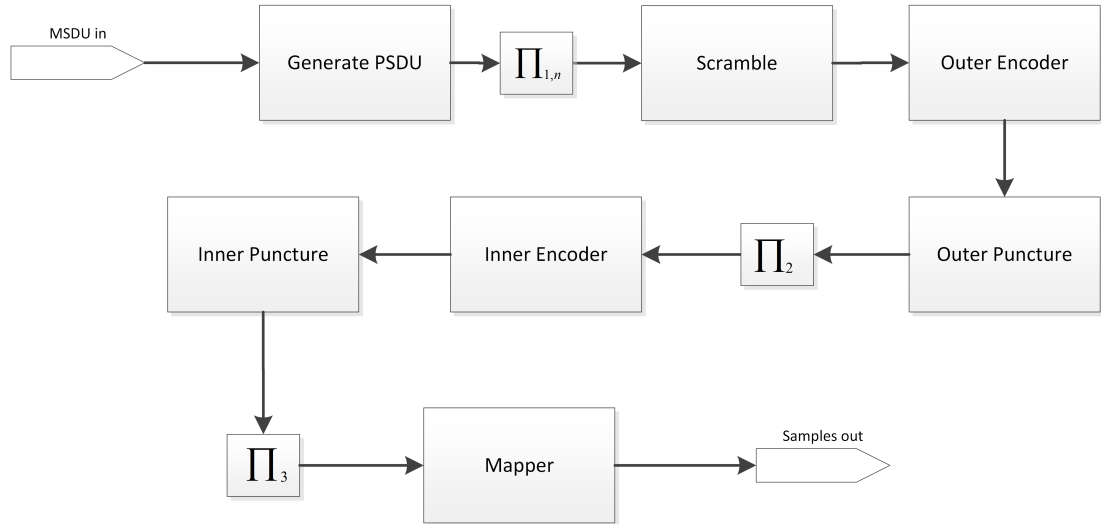 MSDU in
Generate PSDU
∏1,n
Scramble
Outer Encoder
Outer Puncture
∏2
Inner Encoder
Inner Puncture
∏3
Mapper
Samples out